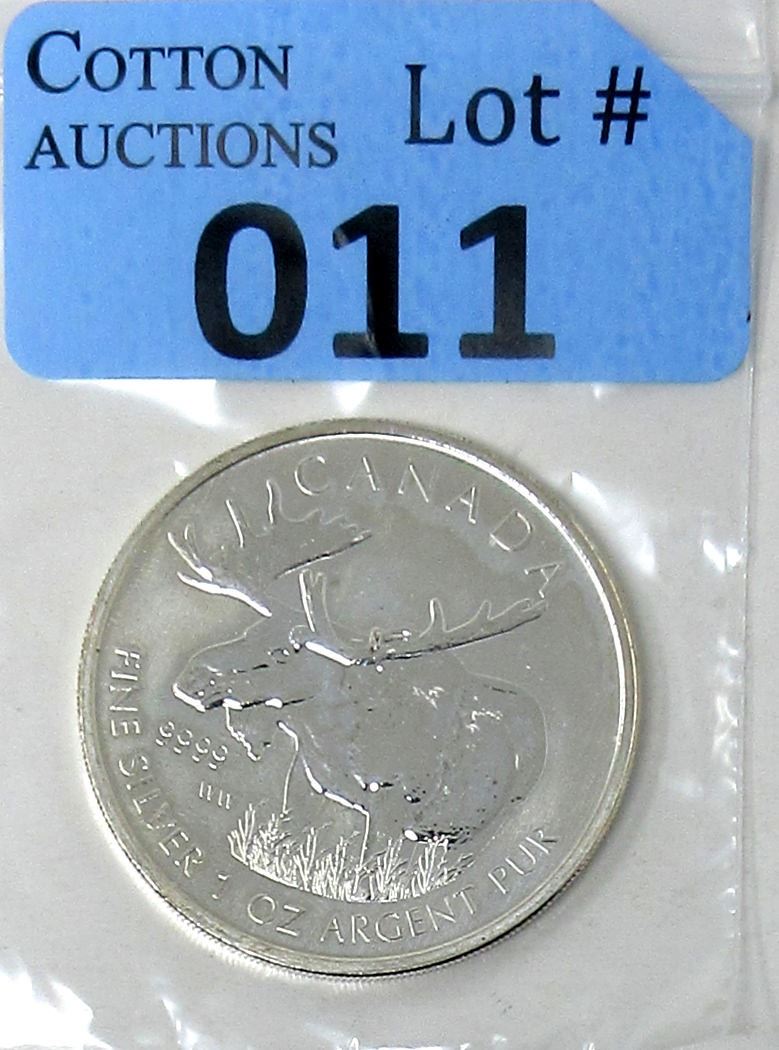 COTTON
AUCTIONS
Lot #
011
CANADA
9999
FINE SILVER 1 OZ ARGENT PUR